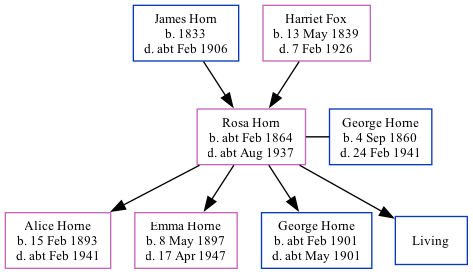 James Horn
b. 1833
d. abt Feb 1906
Harriet Fox
b. 13 May 1839
d. 7 Feb 1926
Rosa Horn
b. abt Feb 1864
d. abt Aug 1937
George Horne
b. 4 Sep 1860
d. 24 Feb 1941
Alice Horne
b. 15 Feb 1893
d. abt Feb 1941
Emma Horne
b. 8 May 1897
d. 17 Apr 1947
George Horne
b. abt Feb 1901
d. abt May 1901
Living